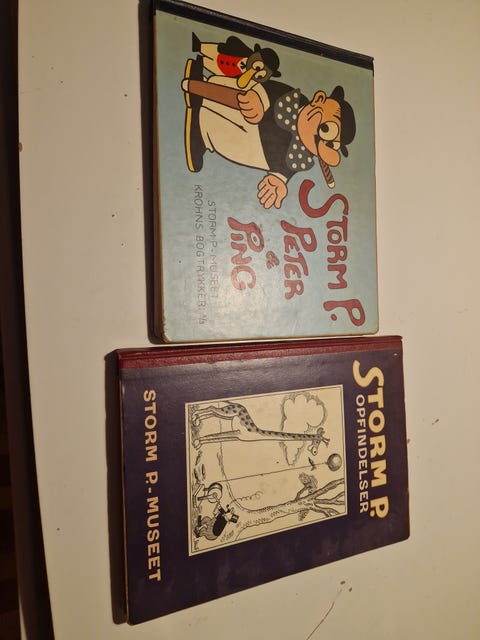 STORM P.
PETER
&
PING
STORM-P-MUSEET
KROHNS BOGTRYKKERI A/S
STORM P.
OPFINDELSER
STORM P.-MUSEET